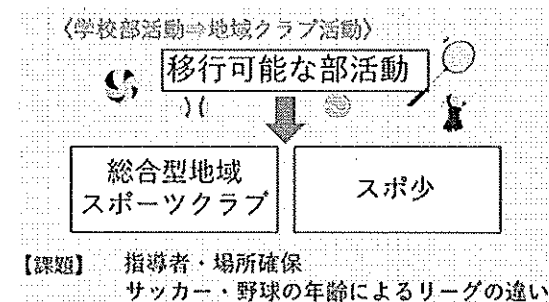 〈学校部活動⇒地域クラブ活動〉
移行可能な部活動
総合型地域
スポーツクラブ
スポ少
【課題】 指導者・場所確保
サッカー・野球の年齢によるリーグの違い